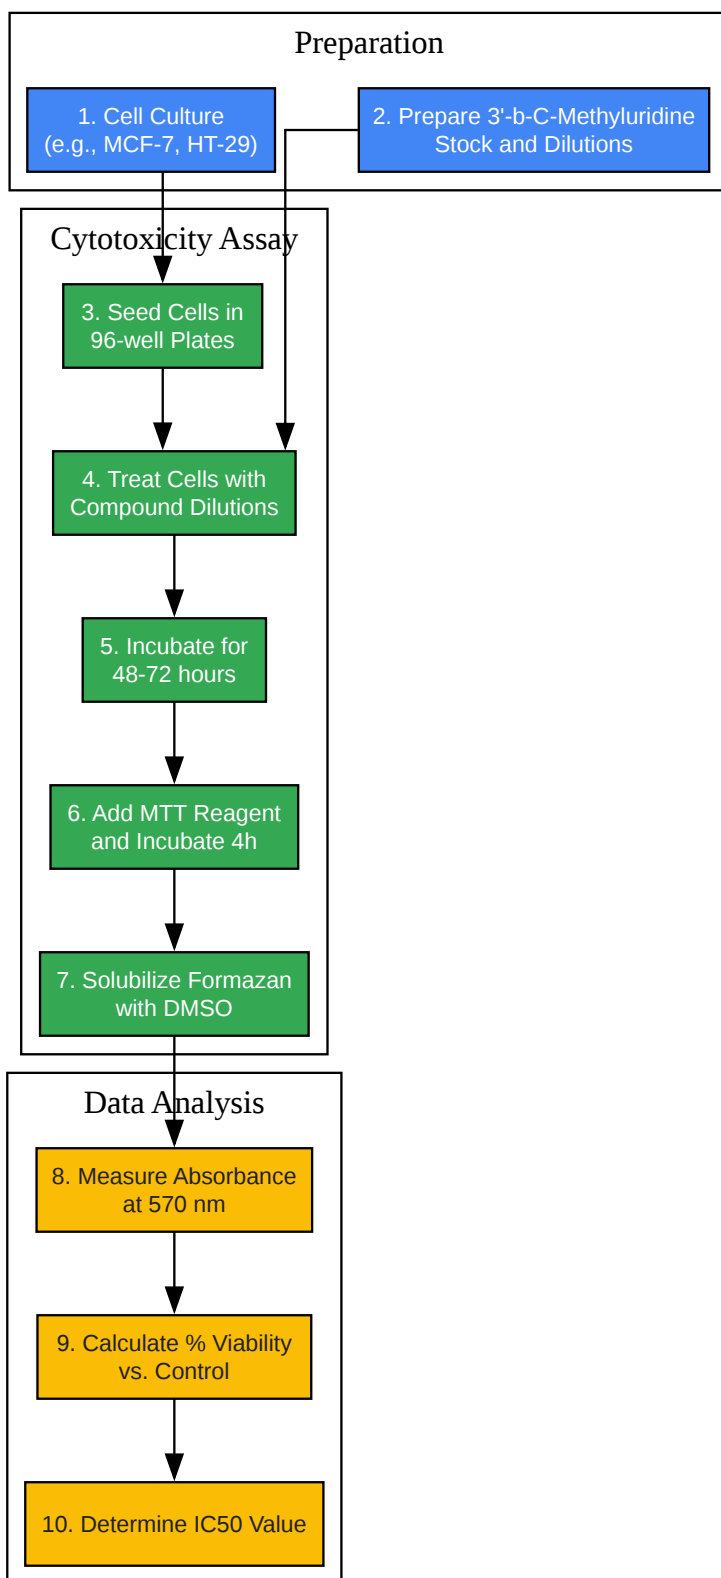 Preparation
1. Cell Culture
(e.g., MCF-7, HT-29)
2. Prepare 3'-b-C-Methyluridine
Stock and Dilutions
Cytotoxicity Assay
3. Seed Cells in
96-well Plates
4. Treat Cells with
Compound Dilutions
5. Incubate for
48-72 hours
6. Add MTT Reagent
and Incubate 4h
7. Solubilize Formazan
with DMSO
Data Analysis
8. Measure Absorbance
at 570 nm
9. Calculate % Viability
vs. Control
10. Determine IC50 Value